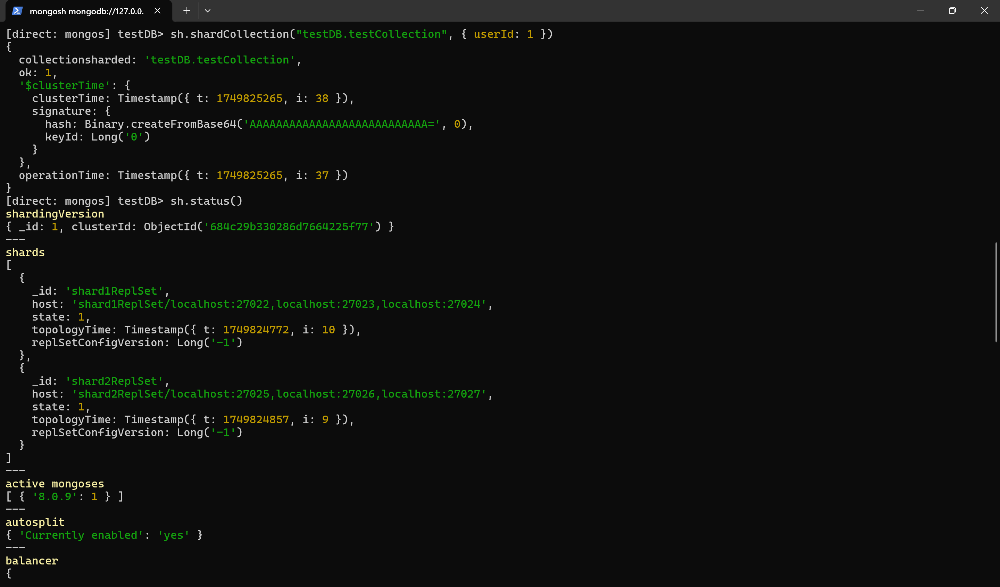 mongosh mongodb://127.0.0.
[direct: mongos] testDB> sh.shardCollection("testDB.testCollection", { userId: 1 })
{
  collectionsharded: 'testDB.testCollection',
  ok: 1,
  '$clusterTime': {
    clusterTime: Timestamp({ t: 1749825265, i: 38 }),
    signature: {
      hash: Binary.createFromBase64('AAAAAAAAAAAAAAAAAAAAAAAAAAA=', 0),
      keyId: Long('0')
    }
  },
  operationTime: Timestamp({ t: 1749825265, i: 37 })
}
[direct: mongos] testDB> sh.status()
shardingVersion
{ _id: 1, clusterId: ObjectId('684c29b330286d7664225f77') }
---
shards
[
  {
    _id: 'shard1ReplSet',
    host: 'shard1ReplSet/localhost:27022,localhost:27023,localhost:27024',
    state: 1,
    topologyTime: Timestamp({ t: 1749824772, i: 10 }),
    replSetConfigVersion: Long('-1')
  },
  {
    _id: 'shard2ReplSet',
    host: 'shard2ReplSet/localhost:27025,localhost:27026,localhost:27027',
    state: 1,
    topologyTime: Timestamp({ t: 1749824857, i: 9 }),
    replSetConfigVersion: Long('-1')
  }
]
---
active mongoses
[ { '8.0.9': 1 } ]
---
autosplit
{ 'Currently enabled': 'yes' }
---
balancer
{